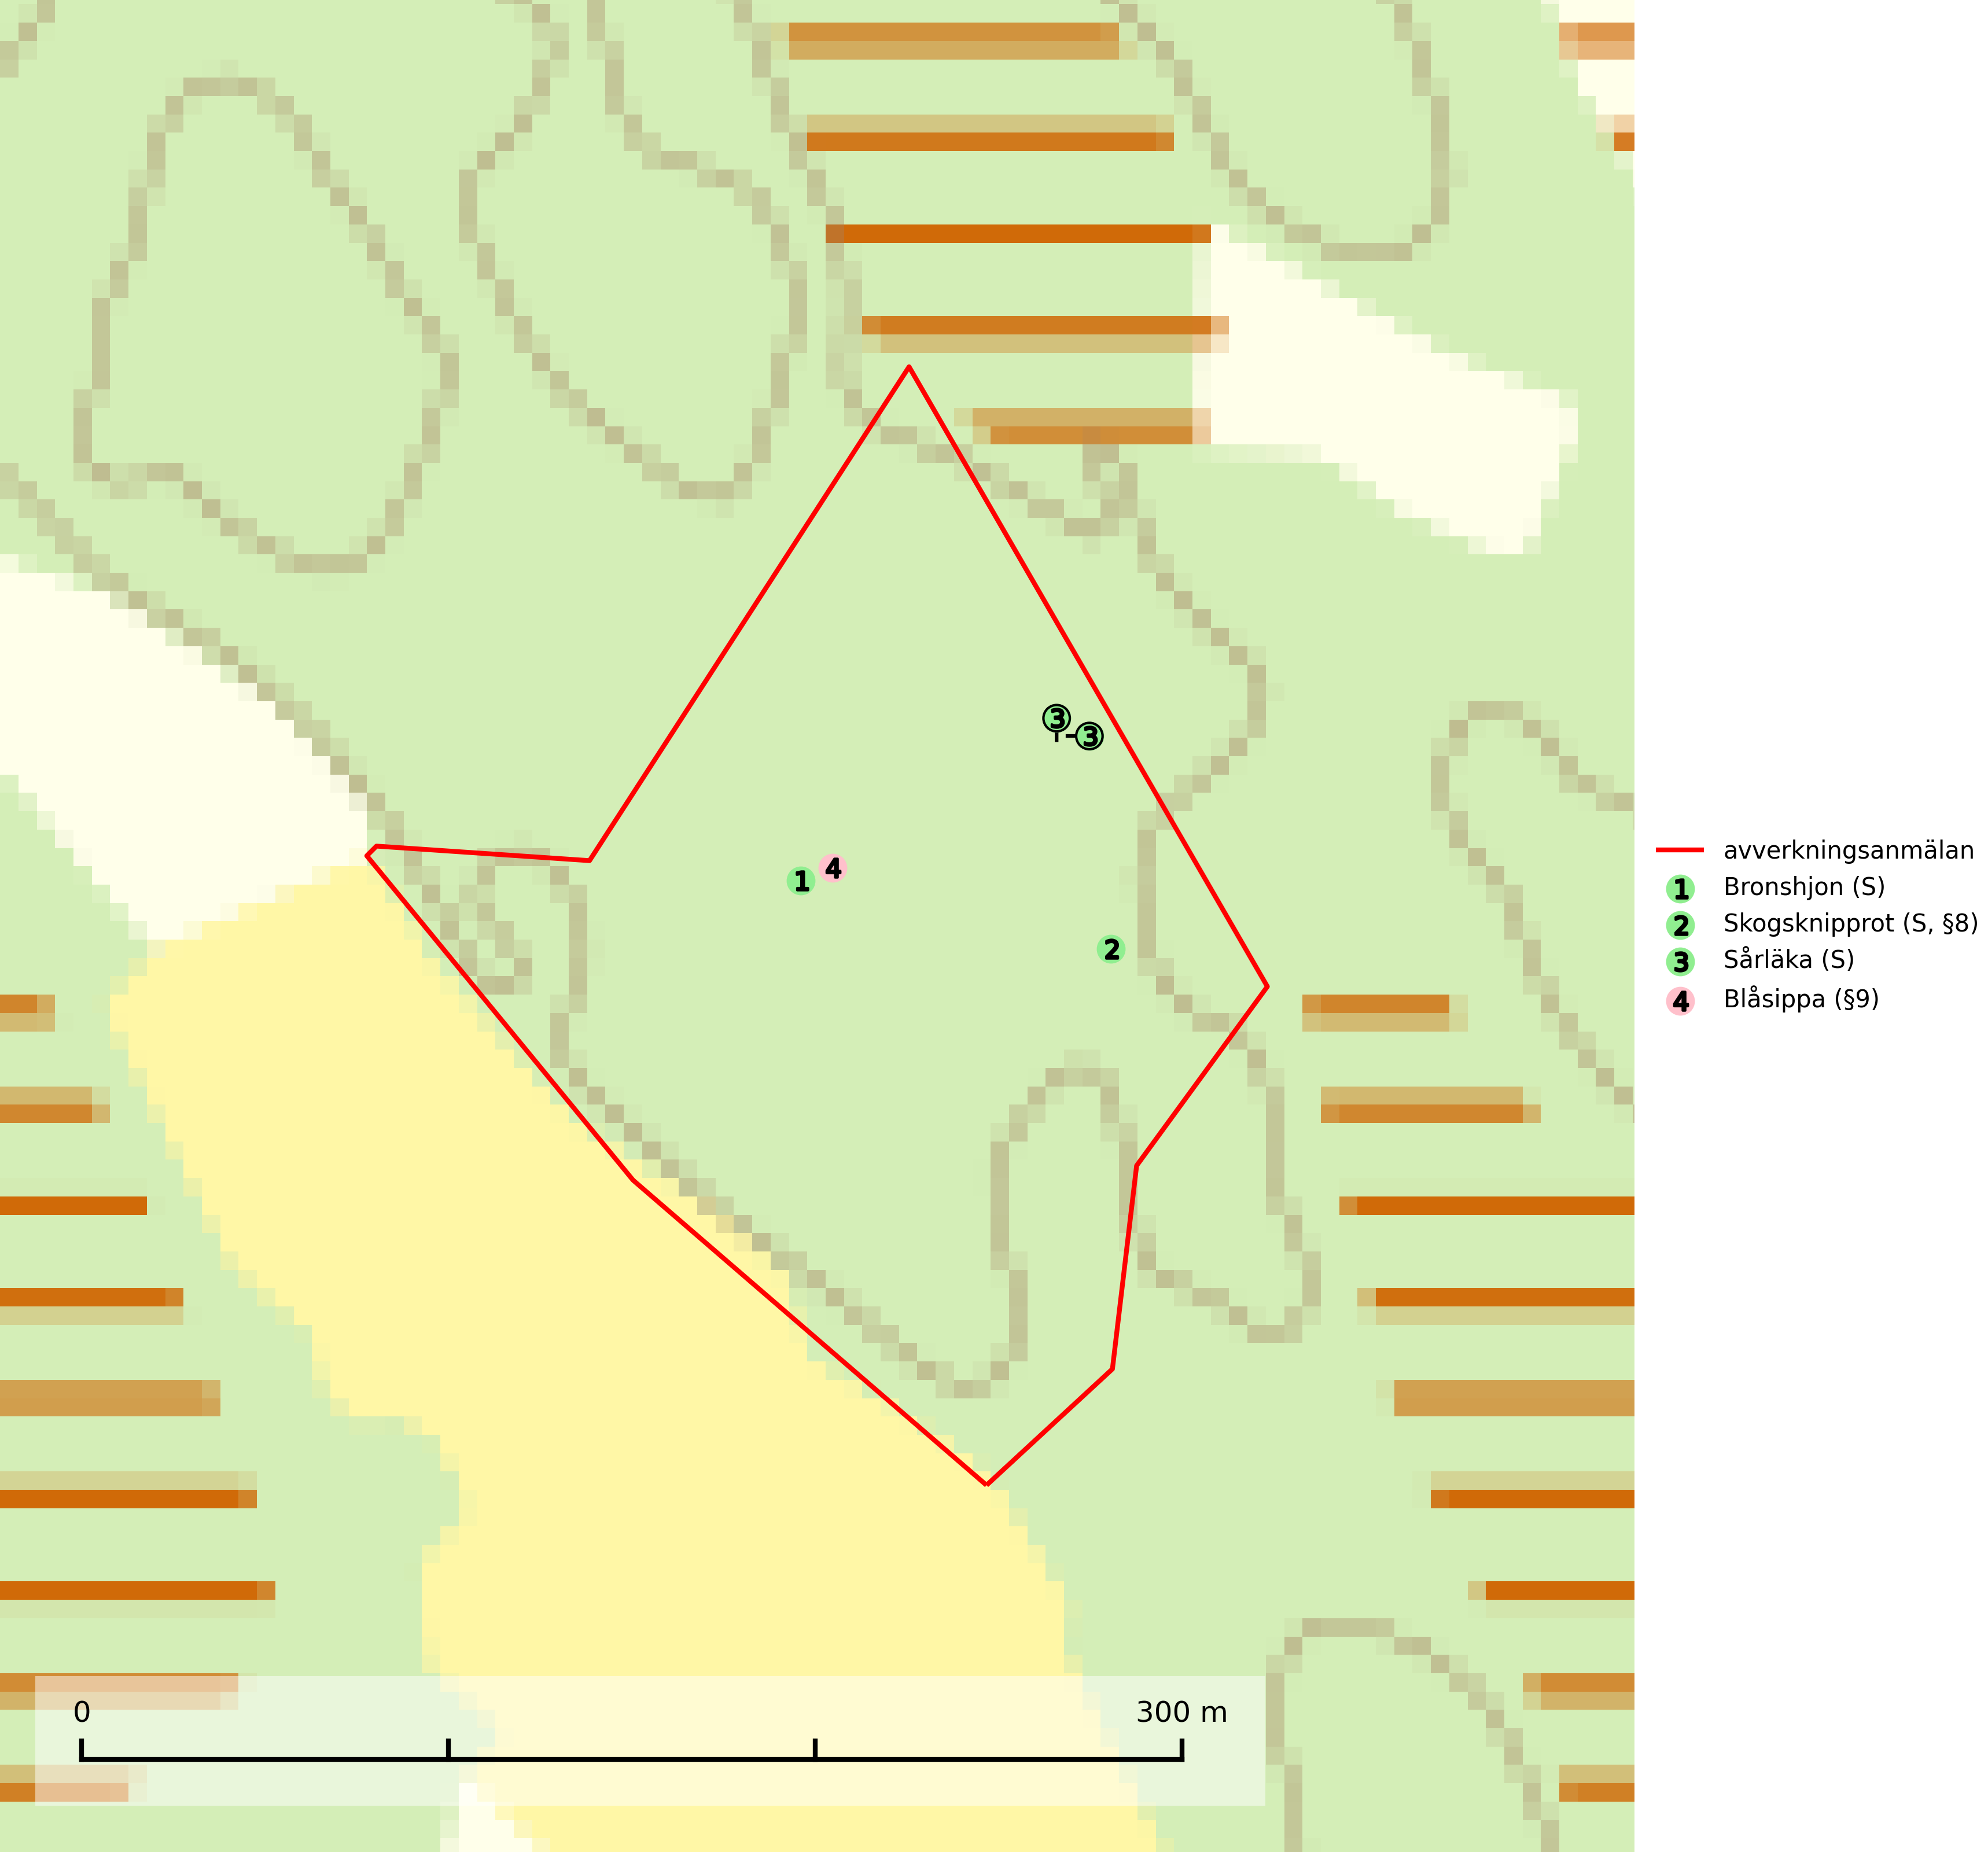 3
3
4
1
2
avverkningsanmälan
1 Bronshjon (S)
2 Skogsknipprot (S, §8)
3 Sårläka (S)
4 Blåsippa (§9)
0 300 m